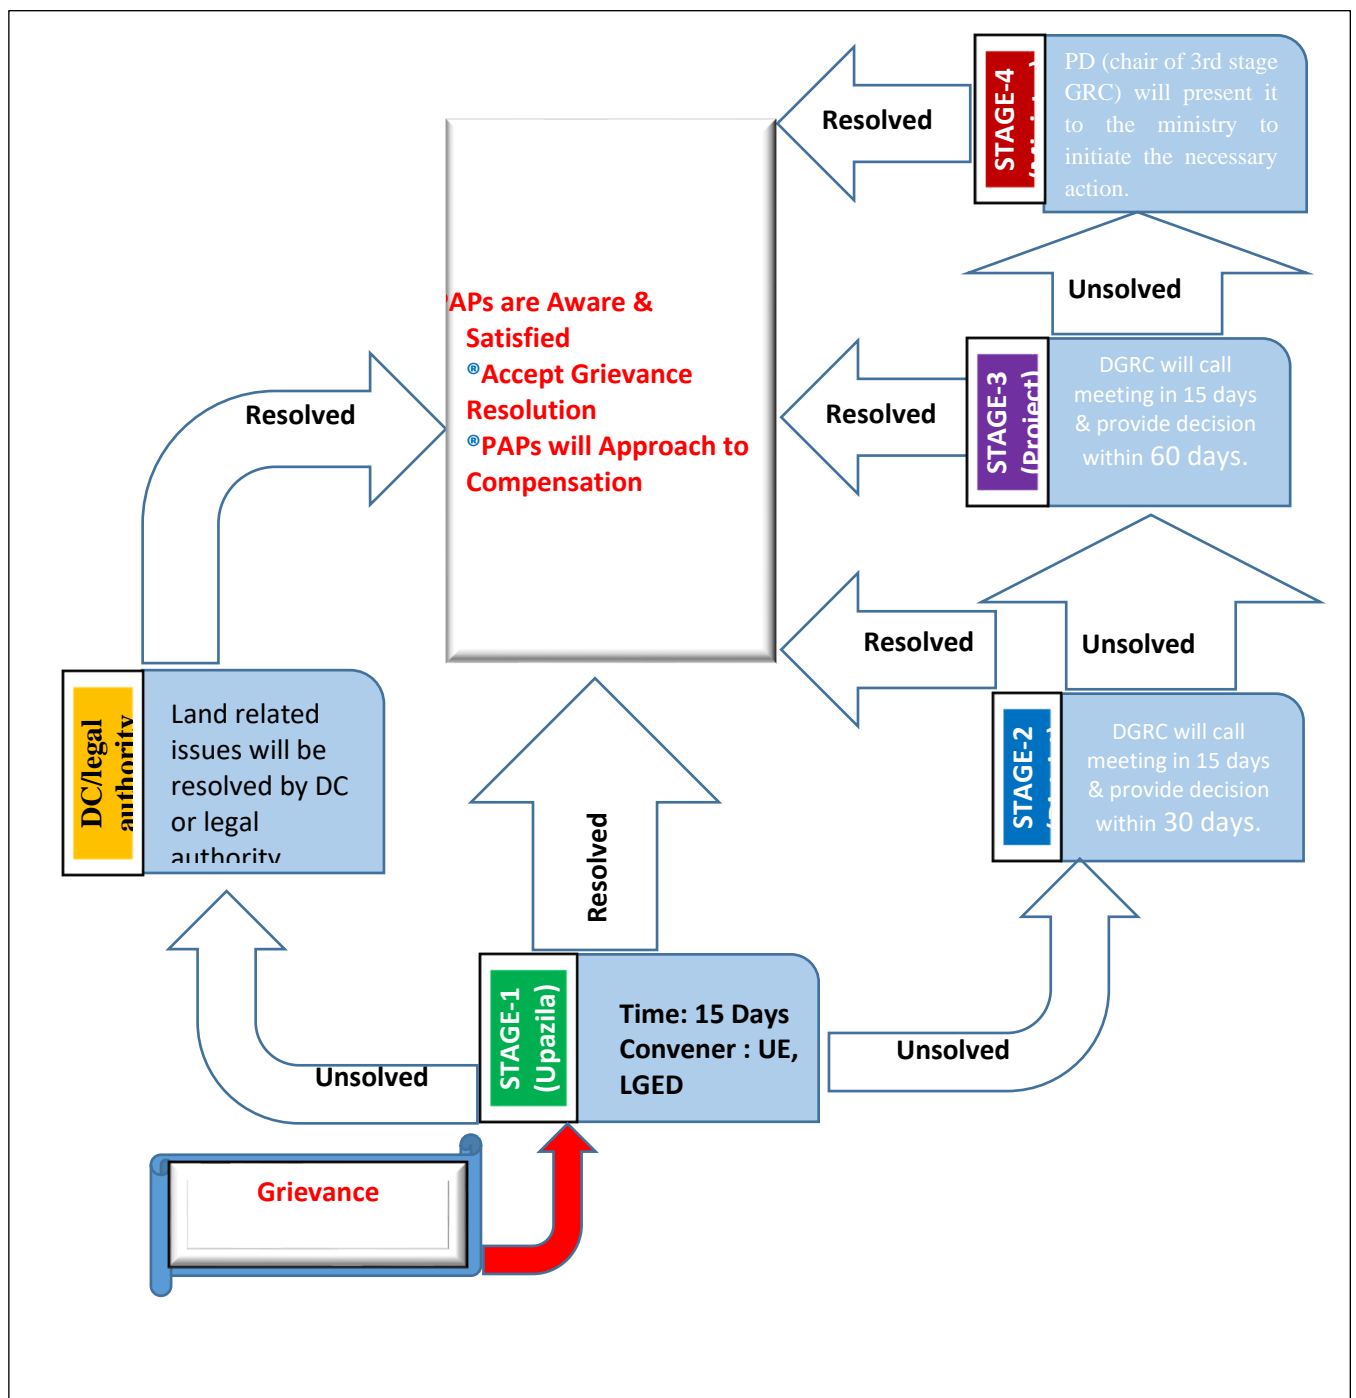 STAGE-4
PD (chair of 3rd stage
GRC) will present it
to the ministry to
initiate the necessary
action.
Resolved
Unsolved
PAPs are Aware &
Satisfied
®Accept Grievance
Resolution
®PAPs will Approach to
Compensation
STAGE-3
(Project)
DGRC will call
meeting in 15 days
& provide decision
within 60 days.
Resolved
Resolved
Resolved
Unsolved
DC/legal
authority
Land related
issues will be
resolved by DC
or legal
authority
STAGE-2
DGRC will call
meeting in 15 days
& provide decision
within 30 days.
Resolved
STAGE-1
(Upazila)
Time: 15 Days
Convener : UE,
LGED
Unsolved
Unsolved
Grievance